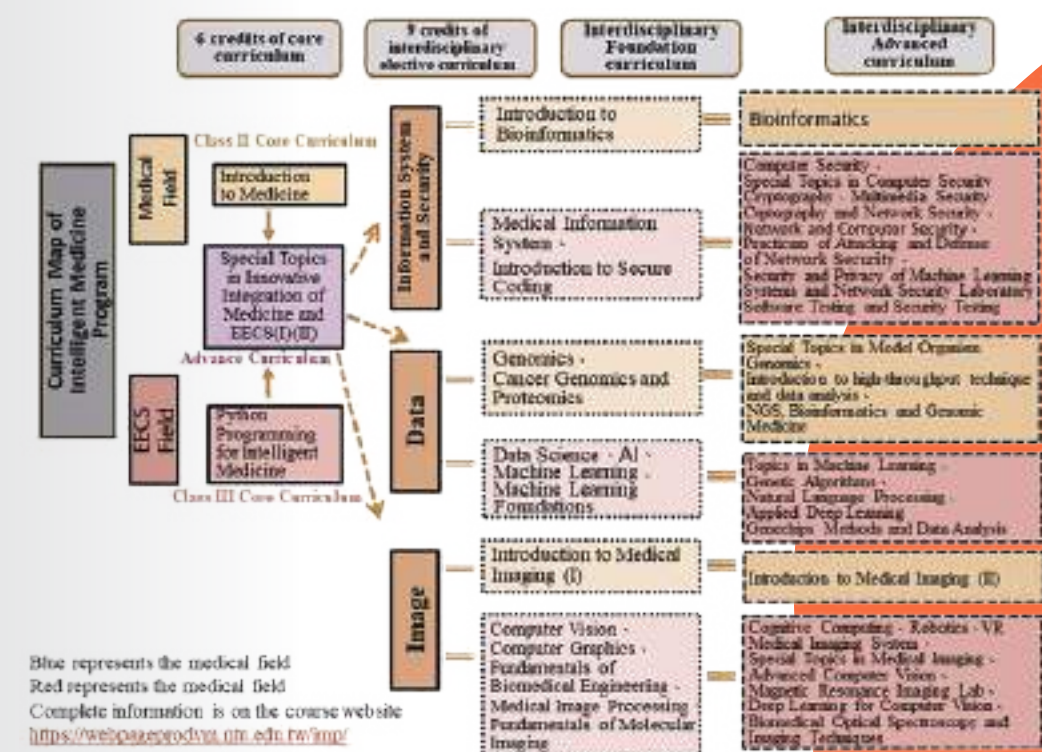 6 credits of core
curriculum
9 credits of
interdisciplinary
elective curriculum
Interdisciplinary
Foundation
curriculum
Interdisciplinary
Advanced
curriculum
Curriculum Map of
Intelligent Medicine
Program
Medical
Field
EECS
Field
Class II Core Curriculum
Introduction
to Medicine
Special Topics
in Innovative
Integration of
Medicine and
EECS(I)(II)
Advance Curriculum
Python
Programming
for Intelligent
Medicine
Class III Core Curriculum
Information System
and Security
Introduction to
Bioinformatics
Bioinformatics
Medical Information
System -
Introduction to Secure
Coding
Computer Security -
Special Topics in Computer Security
Cryptography - Multimedia Security
Cryptography and Network Security -
Network and Computer Security -
Practicum of Attacking and Defense
of Network Security -
Security and Privacy of Machine Learning
Systems and Network Security Laboratory
Software Testing and Security Testing
Data
Genomics -
Cancer Genomics and
Proteomics
Special Topics in Model Organism
Genomics -
Introduction to high-throughput technique
and data analysis -
NGS, Bioinformatics and Genomic
Medicine
Data Science - AI -
Machine Learning -
Machine Learning
Foundations
Topics in Machine Learning -
Genetic Algorithms -
Natural Language Processing -
Applied Deep Learning
Genechips Methods and Data Analysis
Image
Introduction to Medical
Imaging (I)
Introduction to Medical Imaging (II)
Computer Vision -
Computer Graphics -
Fundamentals of
Biomedical Engineering -
Medical Image Processing
Fundamentals of Molecular
Imaging
Cognitive Computing - Robotics - VR
Medical Imaging System -
Special Topics in Medical Imaging -
Advanced Computer Vision -
Magnetic Resonance Imaging Lab -
Deep Learning for Computer Vision -
Biomedical Optical Spectroscopy and
Imaging Techniques
Blue represents the medical field
Red represents the medical field
Complete information is on the course website